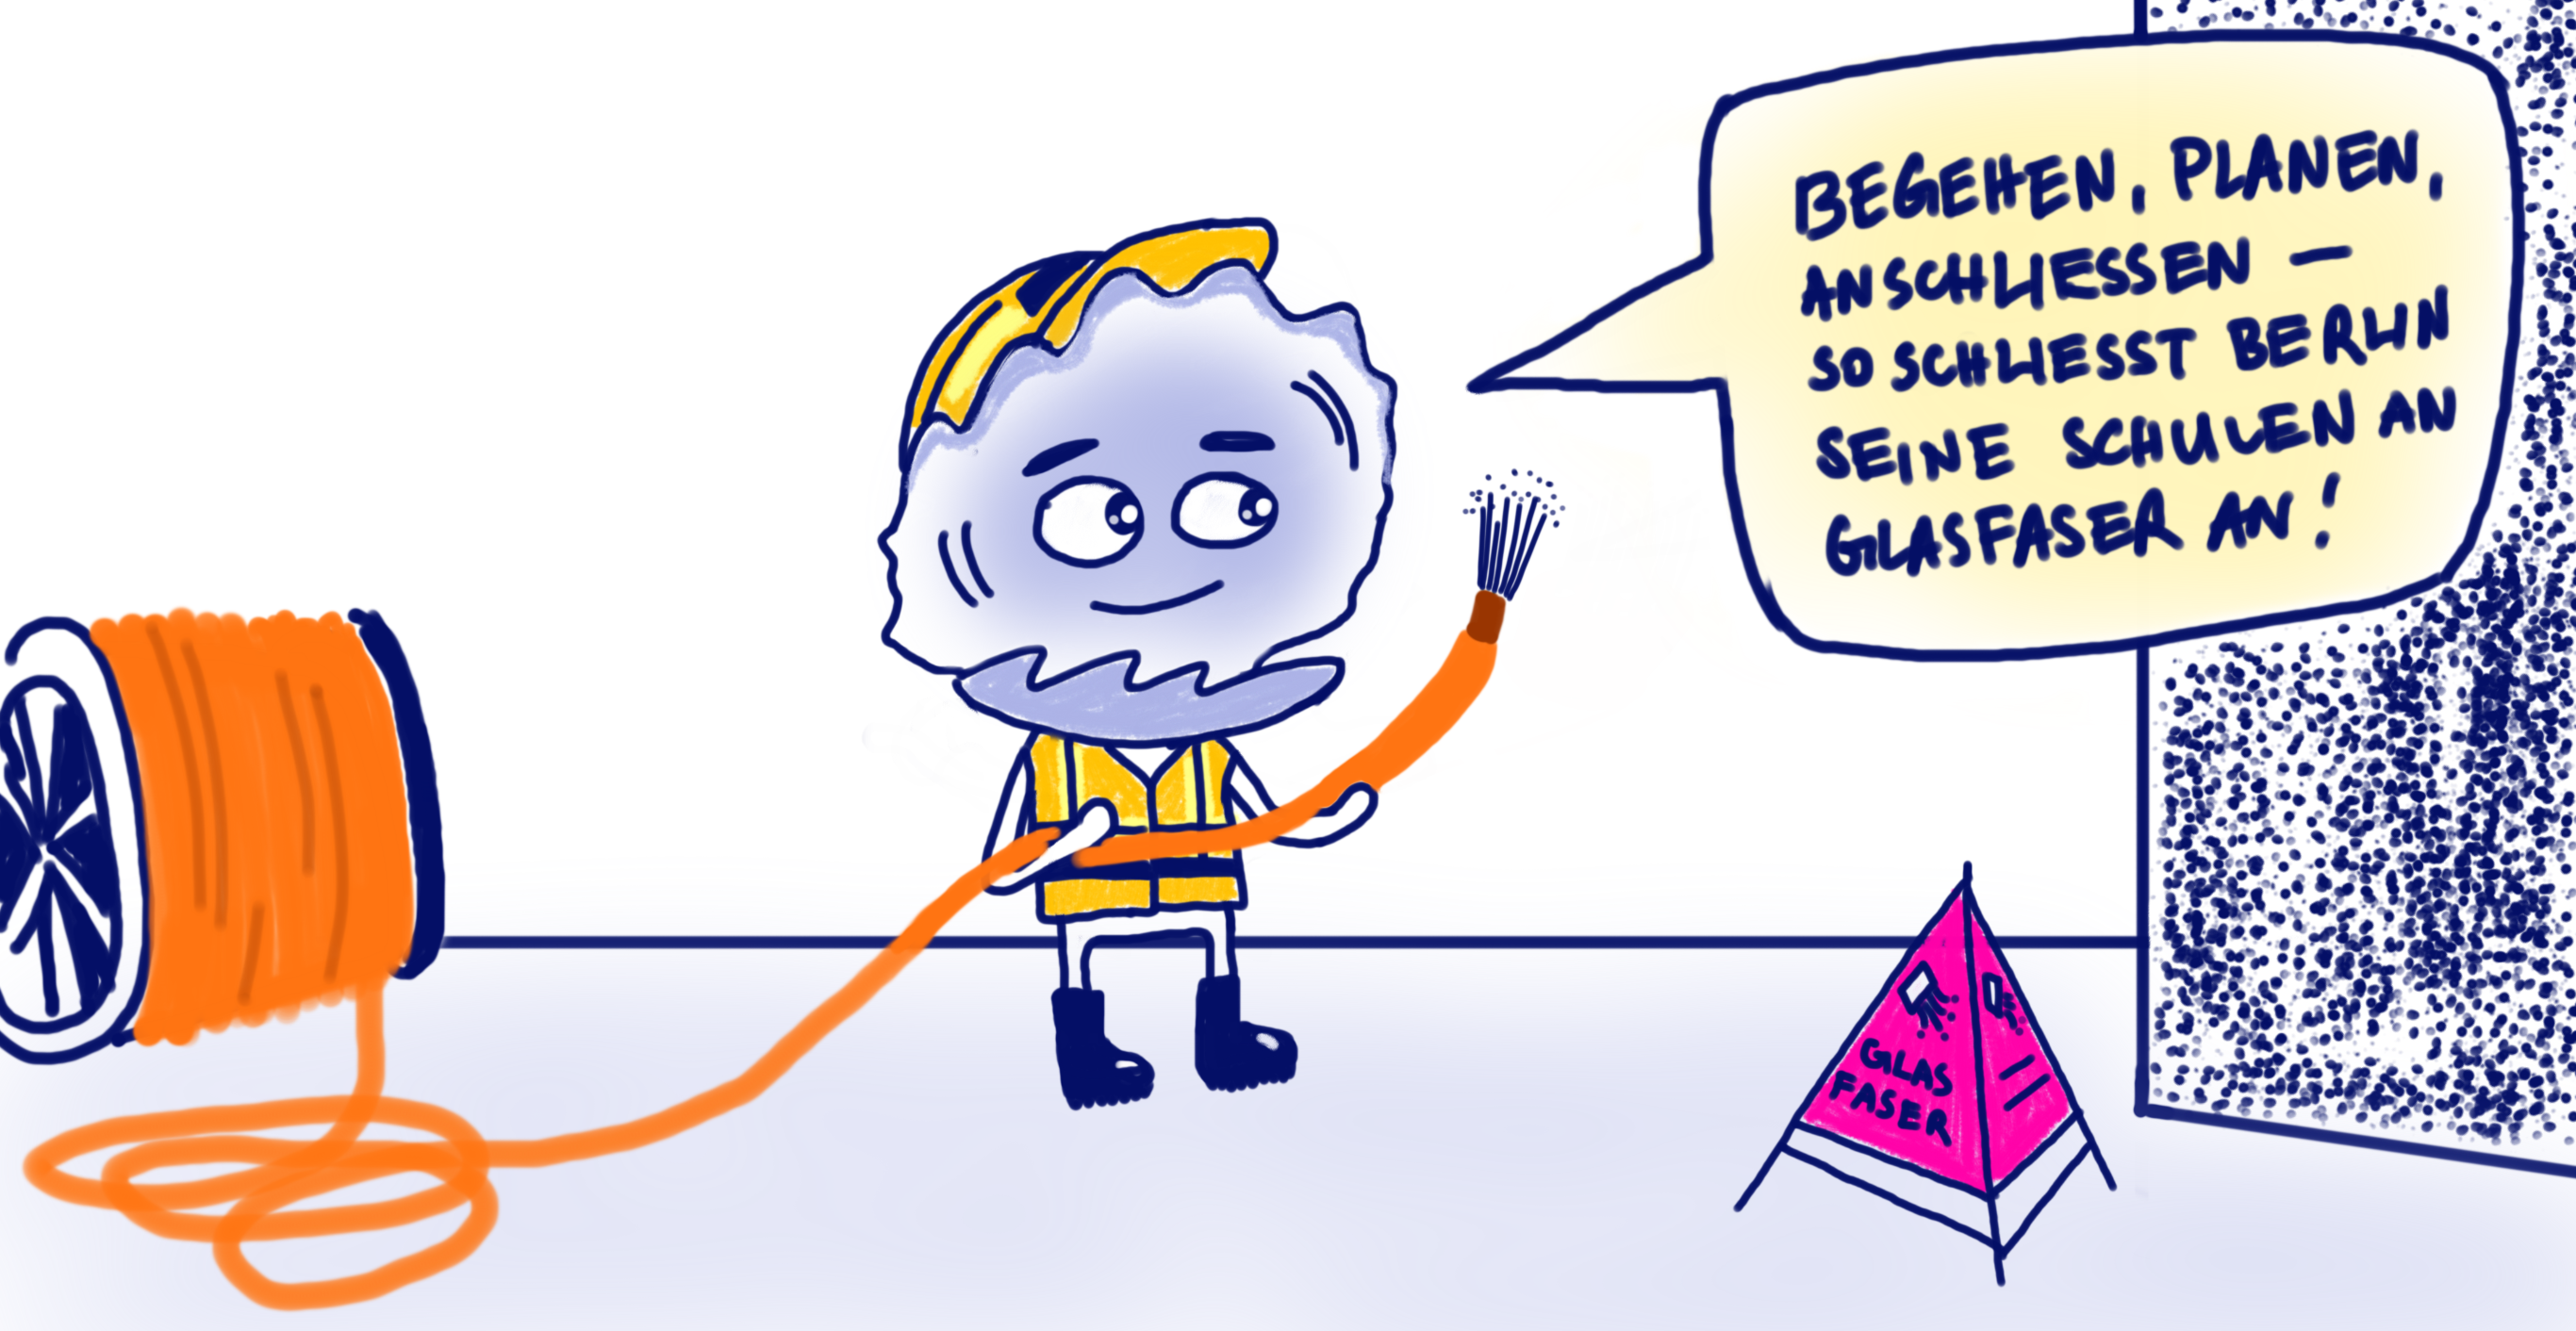 BEGEHEN, PLANEN,
ANSCHLIESSEN –
SO SCHLIESST BERLIN
SEINE SCHULEN AN
GLASFASER AN!
GLAS
FASER